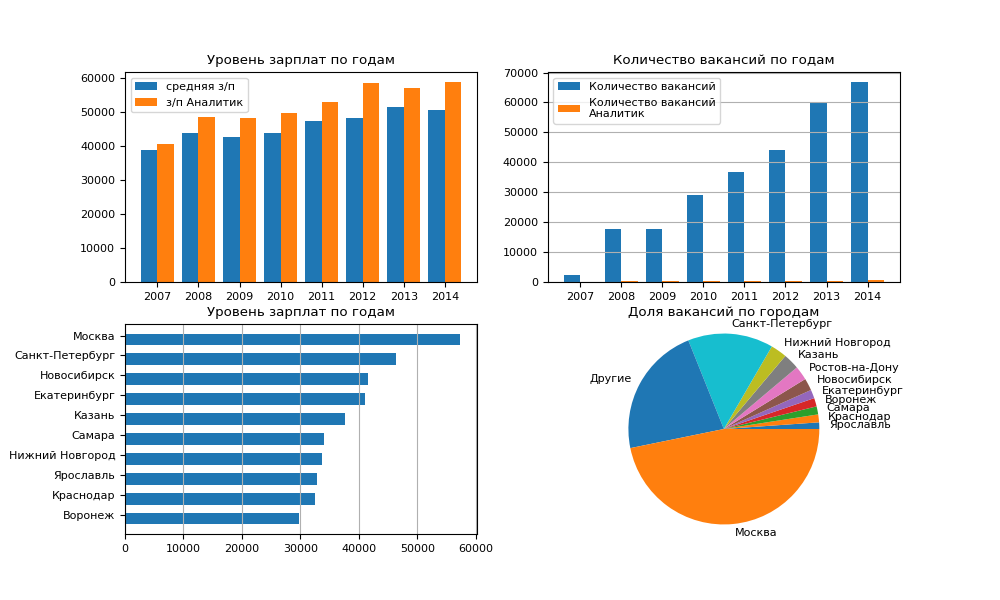 Уровень зарплат по годам
60000
50000
40000
30000
20000
10000
0
средняя з/п
з/п Аналитик
2007 2008 2009 2010 2011 2012 2013 2014
Количество вакансий по годам
70000
60000
50000
40000
30000
20000
10000
0
Количество вакансий
Количество вакансий
Аналитик
2007 2008 2009 2010 2011 2012 2013 2014
Уровень зарплат по годам
Москва
Санкт-Петербург
Новосибирск
Екатеринбург
Казань
Самара
Нижний Новгород
Ярославль
Краснодар
Воронеж
0 10000 20000 30000 40000 50000 60000
Доля вакансий по городам
Санкт-Петербург
Нижний Новгород
Казань
Ростов-на-Дону
Другие
Новосибирск
Екатеринбург
Воронеж
Самара
Краснодар
Ярославль
Москва